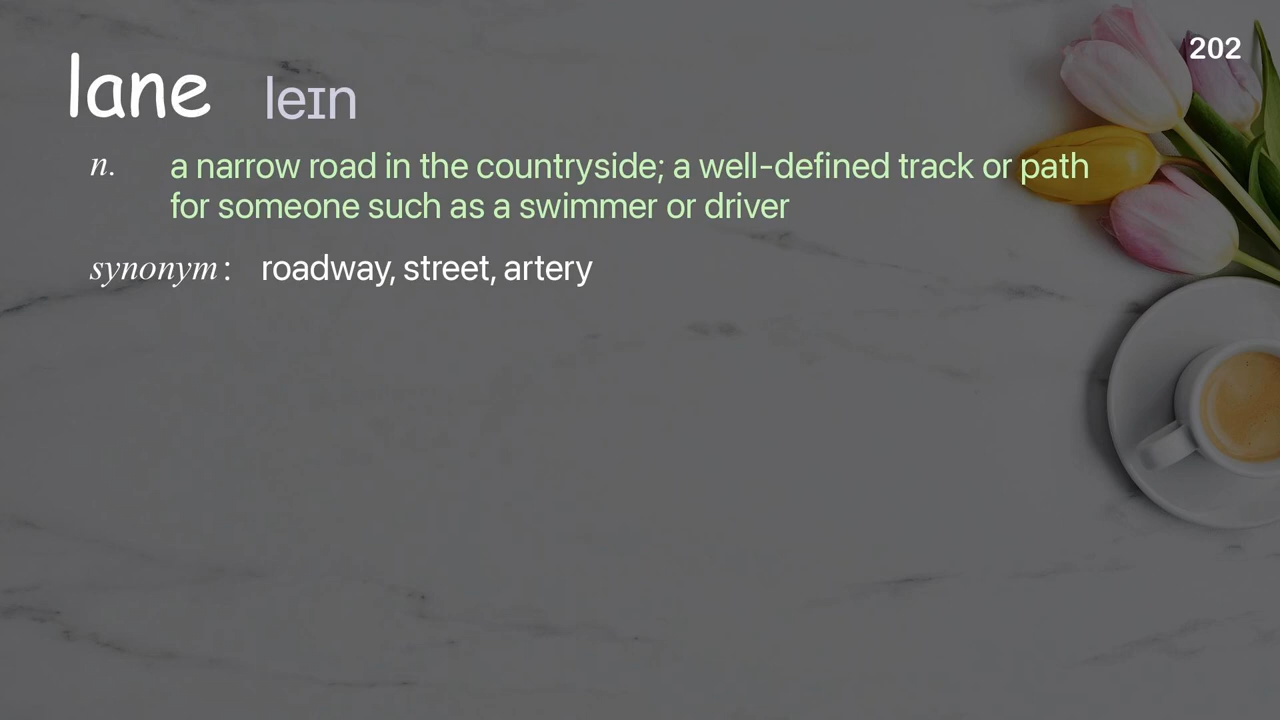 202
lane leɪn
n. a narrow road in the countryside; a well-defined track or path
for someone such as a swimmer or driver
synonym: roadway, street, artery